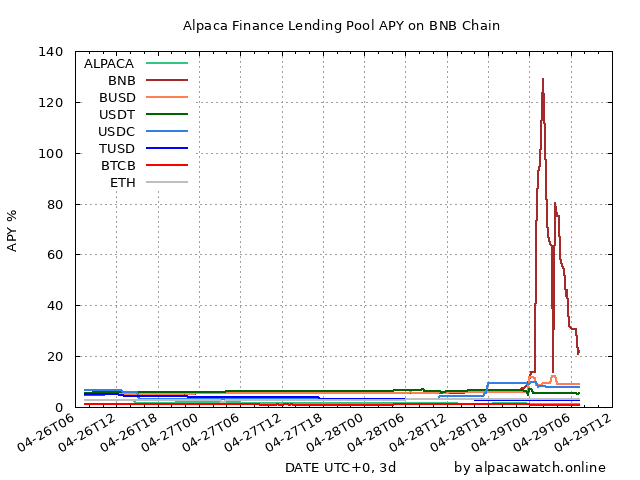 Alpaca Finance Lending Pool APY on BNB Chain
140
120
100
80
60
40
20
0
APY %
ALPACA
BNB
BUSD
USDT
USDC
TUSD
BTCB
ETH
04-26T06
04-26T12
04-26T18
04-27T00
04-27T06
04-27T12
04-27T18
04-28T00
04-28T06
04-28T12
04-28T18
04-29T00
04-29T06
04-29T12
DATE UTC+0, 3d
by alpacawatch.online